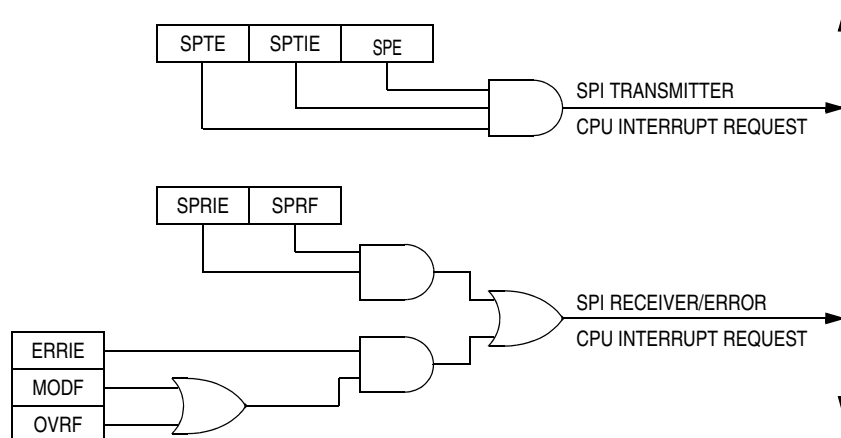 SPTE SPTIE SPE
SPI TRANSMITTER
CPU INTERRUPT REQUEST
SPRIE SPRF
SPI RECEIVER/ERROR
CPU INTERRUPT REQUEST
ERRIE
MODF
OVRF